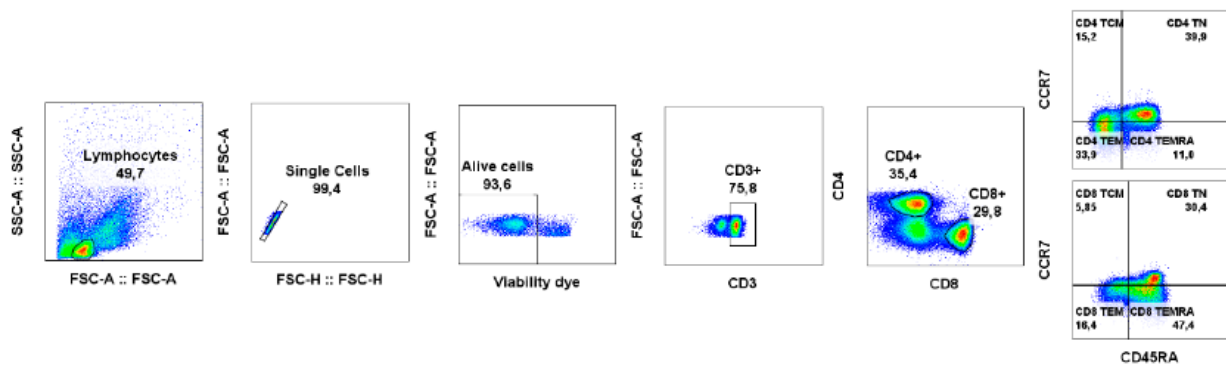 SSC-A :: SSC-A
Lymphocytes
49,7
FSC-A :: FSC-A
FSC-A :: FSC-A
Single Cells
99,4
FSC-H :: FSC-H
FSC-A :: FSC-A
Alive cells
93,6
Viability dye
FSC-A :: FSC-A
CD3+
75,8
CD3
CD4
CD4+
35,4
CD8+
29,8
CD8
CCR7
CD4 TCM
15,2
CD4 TN
39,9
CD4 TEM
33,9
CD4 TEMRA
11,0
CCR7
CD8 TCM
5,85
CD8 TN
30,4
CD8 TEM
16,4
CD8 TEMRA
47,4
CD45RA